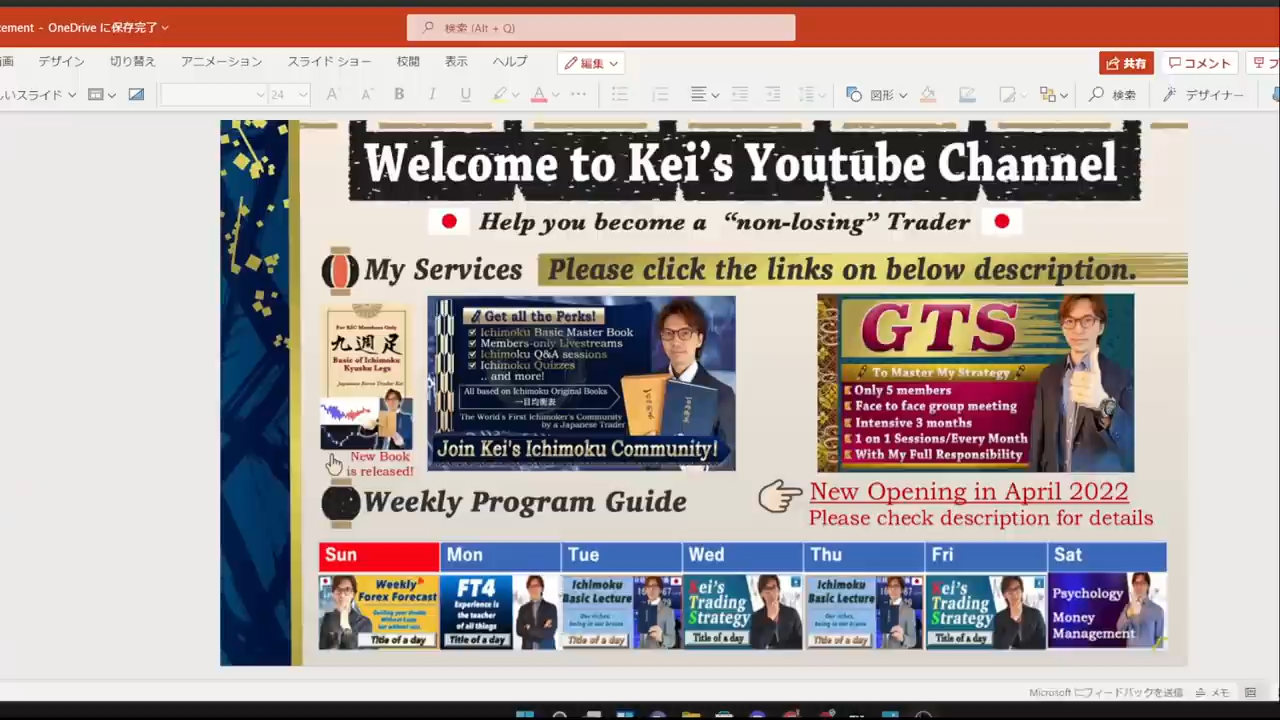 cement - OneDrive に保存完了
検索 (Alt + Q)
画 デザイン 切り替え アニメーション スライド ショー 校閲 表示 ヘルプ 編集 共有 コメント
いスライド 24 B I U A 図形 検索 デザイナー
Welcome to Kei's Youtube Channel
Help you become a “non-losing” Trader
My Services Please click the links on below description.
For KIC Members Only
九週足
Basic of Ichimoku
Kyushu Legs
Japanese Forex Trader Kei
New Book
is released!
Get all the Perks!
Ichimoku Basic Master Book
Members-only Livestreams
Ichimoku Q&A sessions
Ichimoku Quizzes
.. and more!
All based on Ichimoku Original Books
一目均衡表
The World's First Ichimoker's Community
by a Japanese Trader
Join Kei's Ichimoku Community!
GTS
To Master My Strategy
Only 5 members
Face to face group meeting
Intensive 3 months
1 on 1 Sessions/Every Month
With My Full Responsibility
New Opening in April 2022
Please check description for details
Weekly Program Guide
Sun Mon Tue Wed Thu Fri Sat
Weekly
Forex Forecast
Title of a day
FT4
Experience is
the teacher
of all things
Title of a day
Ichimoku
Basic Lecture
Title of a day
Kei's
Trading
Strategy
Title of a day
Ichimoku
Basic Lecture
Title of a day
Kei's
Trading
Strategy
Title of a day
Psychology
Money
Management
Microsoft にフィードバックを送信 メモ